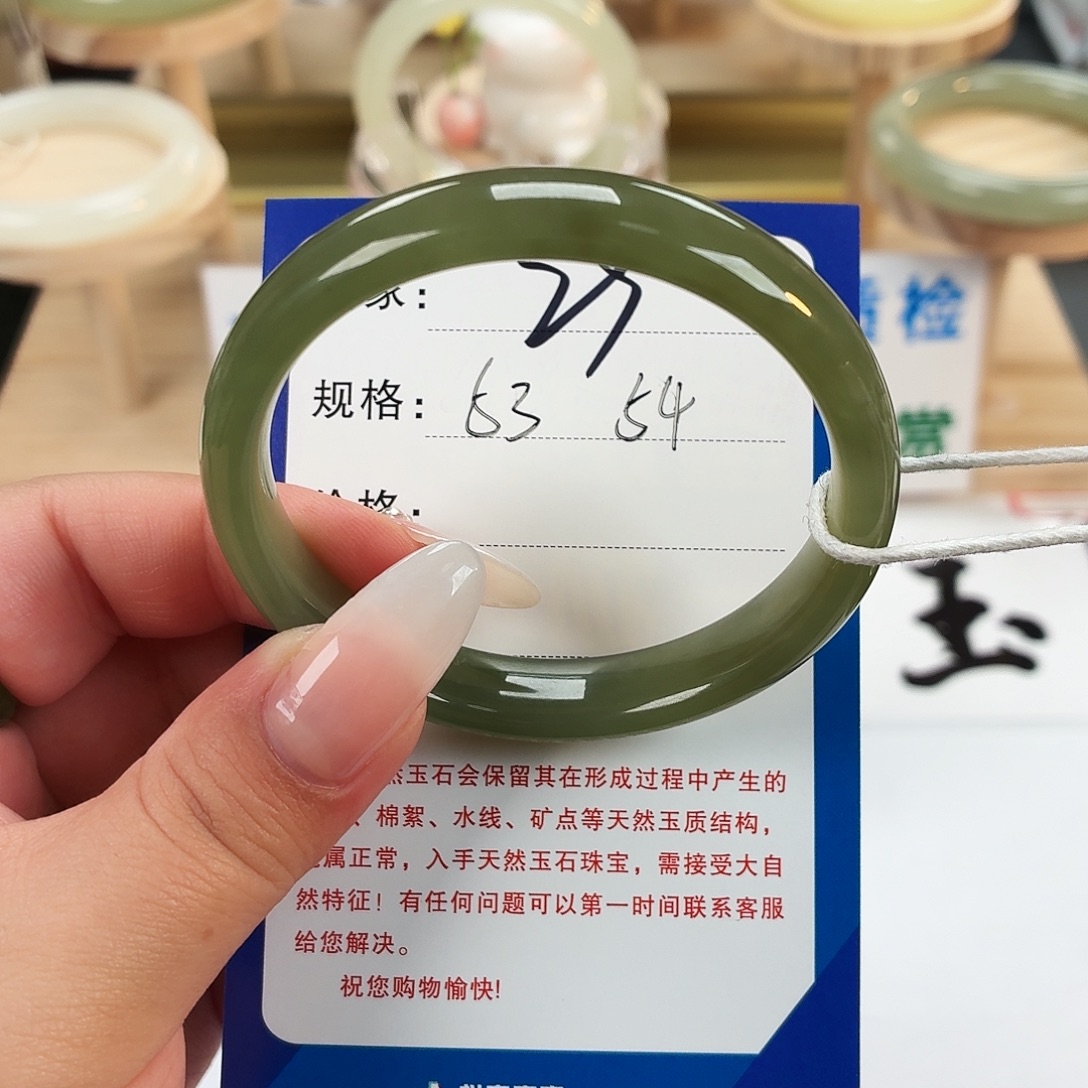 家：
规格：53 54
价格：
然玉石会保留其在形成过程中产生的
、棉絮、水线、矿点等天然玉质结构，
属正常，入手天然玉石珠宝，需接受大自
然特征！有任何问题可以第一时间联系客服
给您解决。
祝您购物愉快!
质检
赏
玉